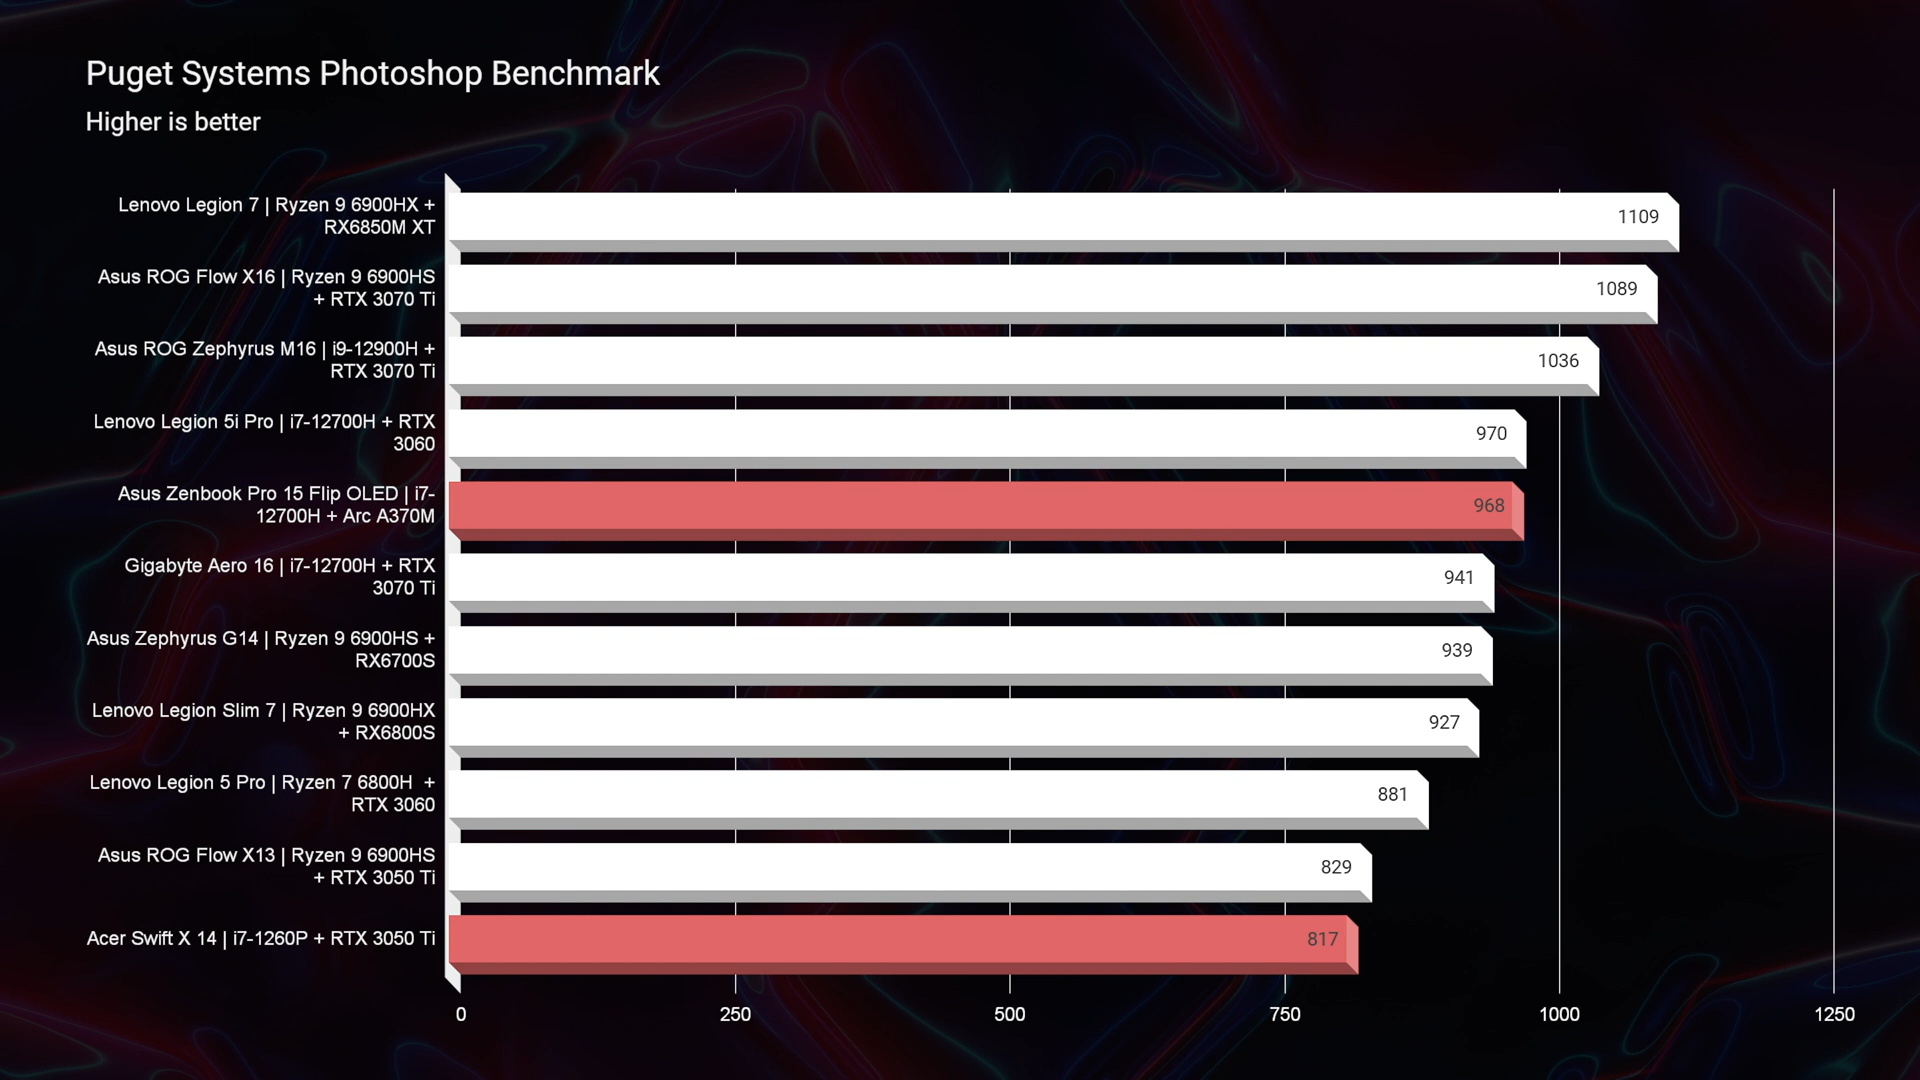 Puget Systems Photoshop Benchmark
Higher is better
Lenovo Legion 7 | Ryzen 9 6900HX +
RX6850M XT
1109
Asus ROG Flow X16 | Ryzen 9 6900HS
+ RTX 3070 Ti
1089
Asus ROG Zephyrus M16 | i9-12900H +
RTX 3070 Ti
1036
Lenovo Legion 5i Pro | i7-12700H + RTX
3060
970
Asus Zenbook Pro 15 Flip OLED | i7-
12700H + Arc A370M
968
Gigabyte Aero 16 | i7-12700H + RTX
3070 Ti
941
Asus Zephyrus G14 | Ryzen 9 6900HS +
RX6700S
939
Lenovo Legion Slim 7 | Ryzen 9 6900HX
+ RX6800S
927
Lenovo Legion 5 Pro | Ryzen 7 6800H  +
RTX 3060
881
Asus ROG Flow X13 | Ryzen 9 6900HS
+ RTX 3050 Ti
829
Acer Swift X 14 | i7-1260P + RTX 3050 Ti
817
0 250 500 750 1000 1250